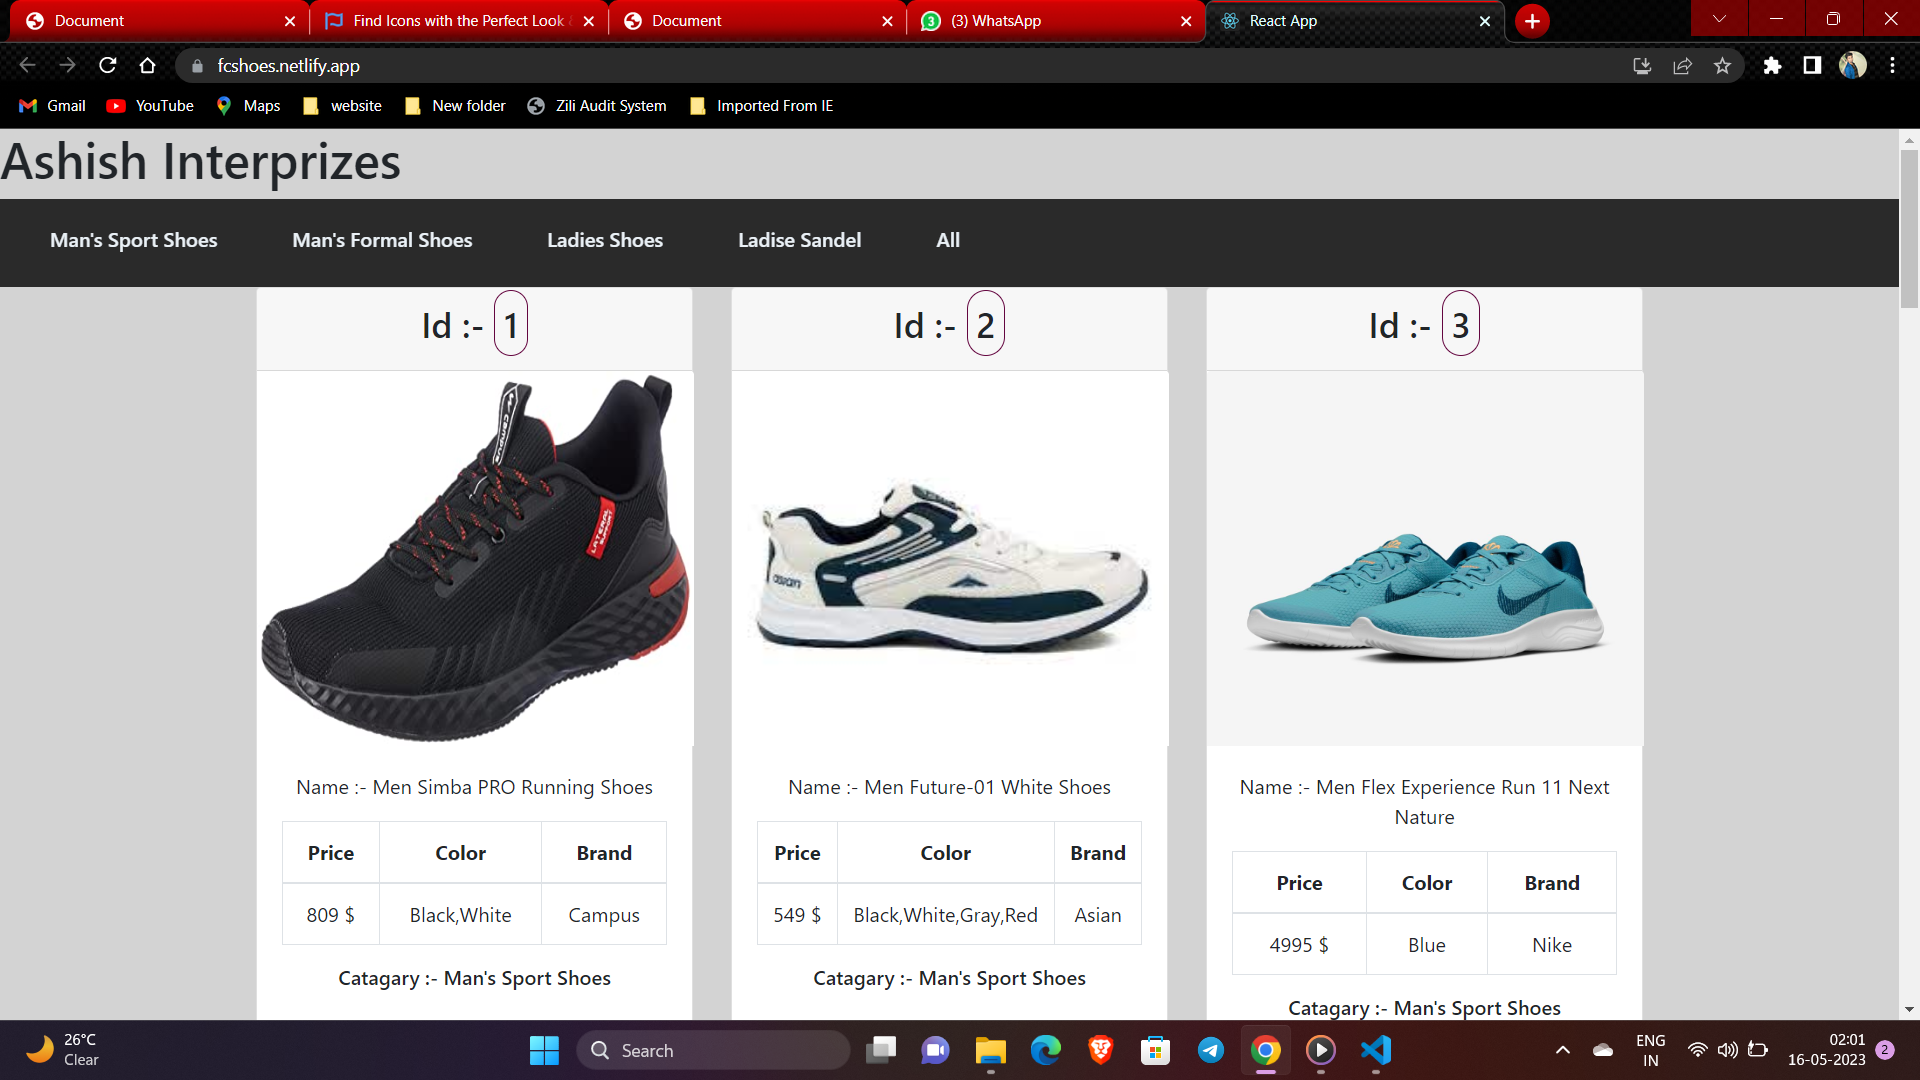 Document
Find Icons with the Perfect Look
Document
(3) WhatsApp
React App
fcshoes.netlify.app
Gmail
YouTube
Maps
website
New folder
Zili Audit System
Imported From IE
Ashish Interprizes
Man's Sport Shoes
Man's Formal Shoes
Ladies Shoes
Ladise Sandel
All
Id :- 1
Id :- 2
Id :- 3
campus
LATERAL
SUPPORT
Name :- Men Simba PRO Running Shoes
Price Color Brand
809 $ Black,White Campus
Catagary :- Man's Sport Shoes
Name :- Men Future-01 White Shoes
Price Color Brand
549 $ Black,White,Gray,Red Asian
Catagary :- Man's Sport Shoes
Name :- Men Flex Experience Run 11 Next
Nature
Price Color Brand
4995 $ Blue Nike
Catagary :- Man's Sport Shoes
26°C
Clear
Search
ENG
IN
02:01
16-05-2023
2